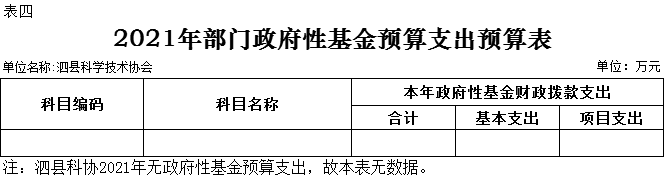 表四
2021年部门政府性基金预算支出预算表
单位名称:泗县科学技术协会 单位：万元
科目编码 科目名称 本年政府性基金财政拨款支出
合计 基本支出 项目支出
注：泗县科协2021年无政府性基金预算支出，故本表无数据。